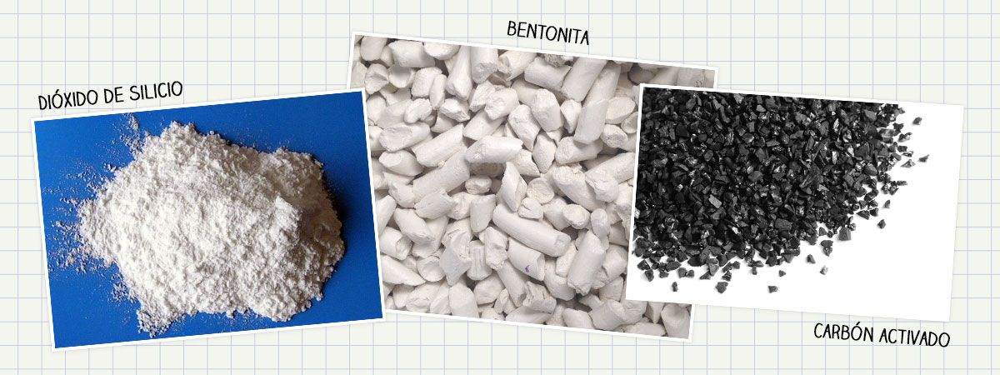 DIÓXIDO DE SILICIO
BENTONITA
CARBÓN ACTIVADO